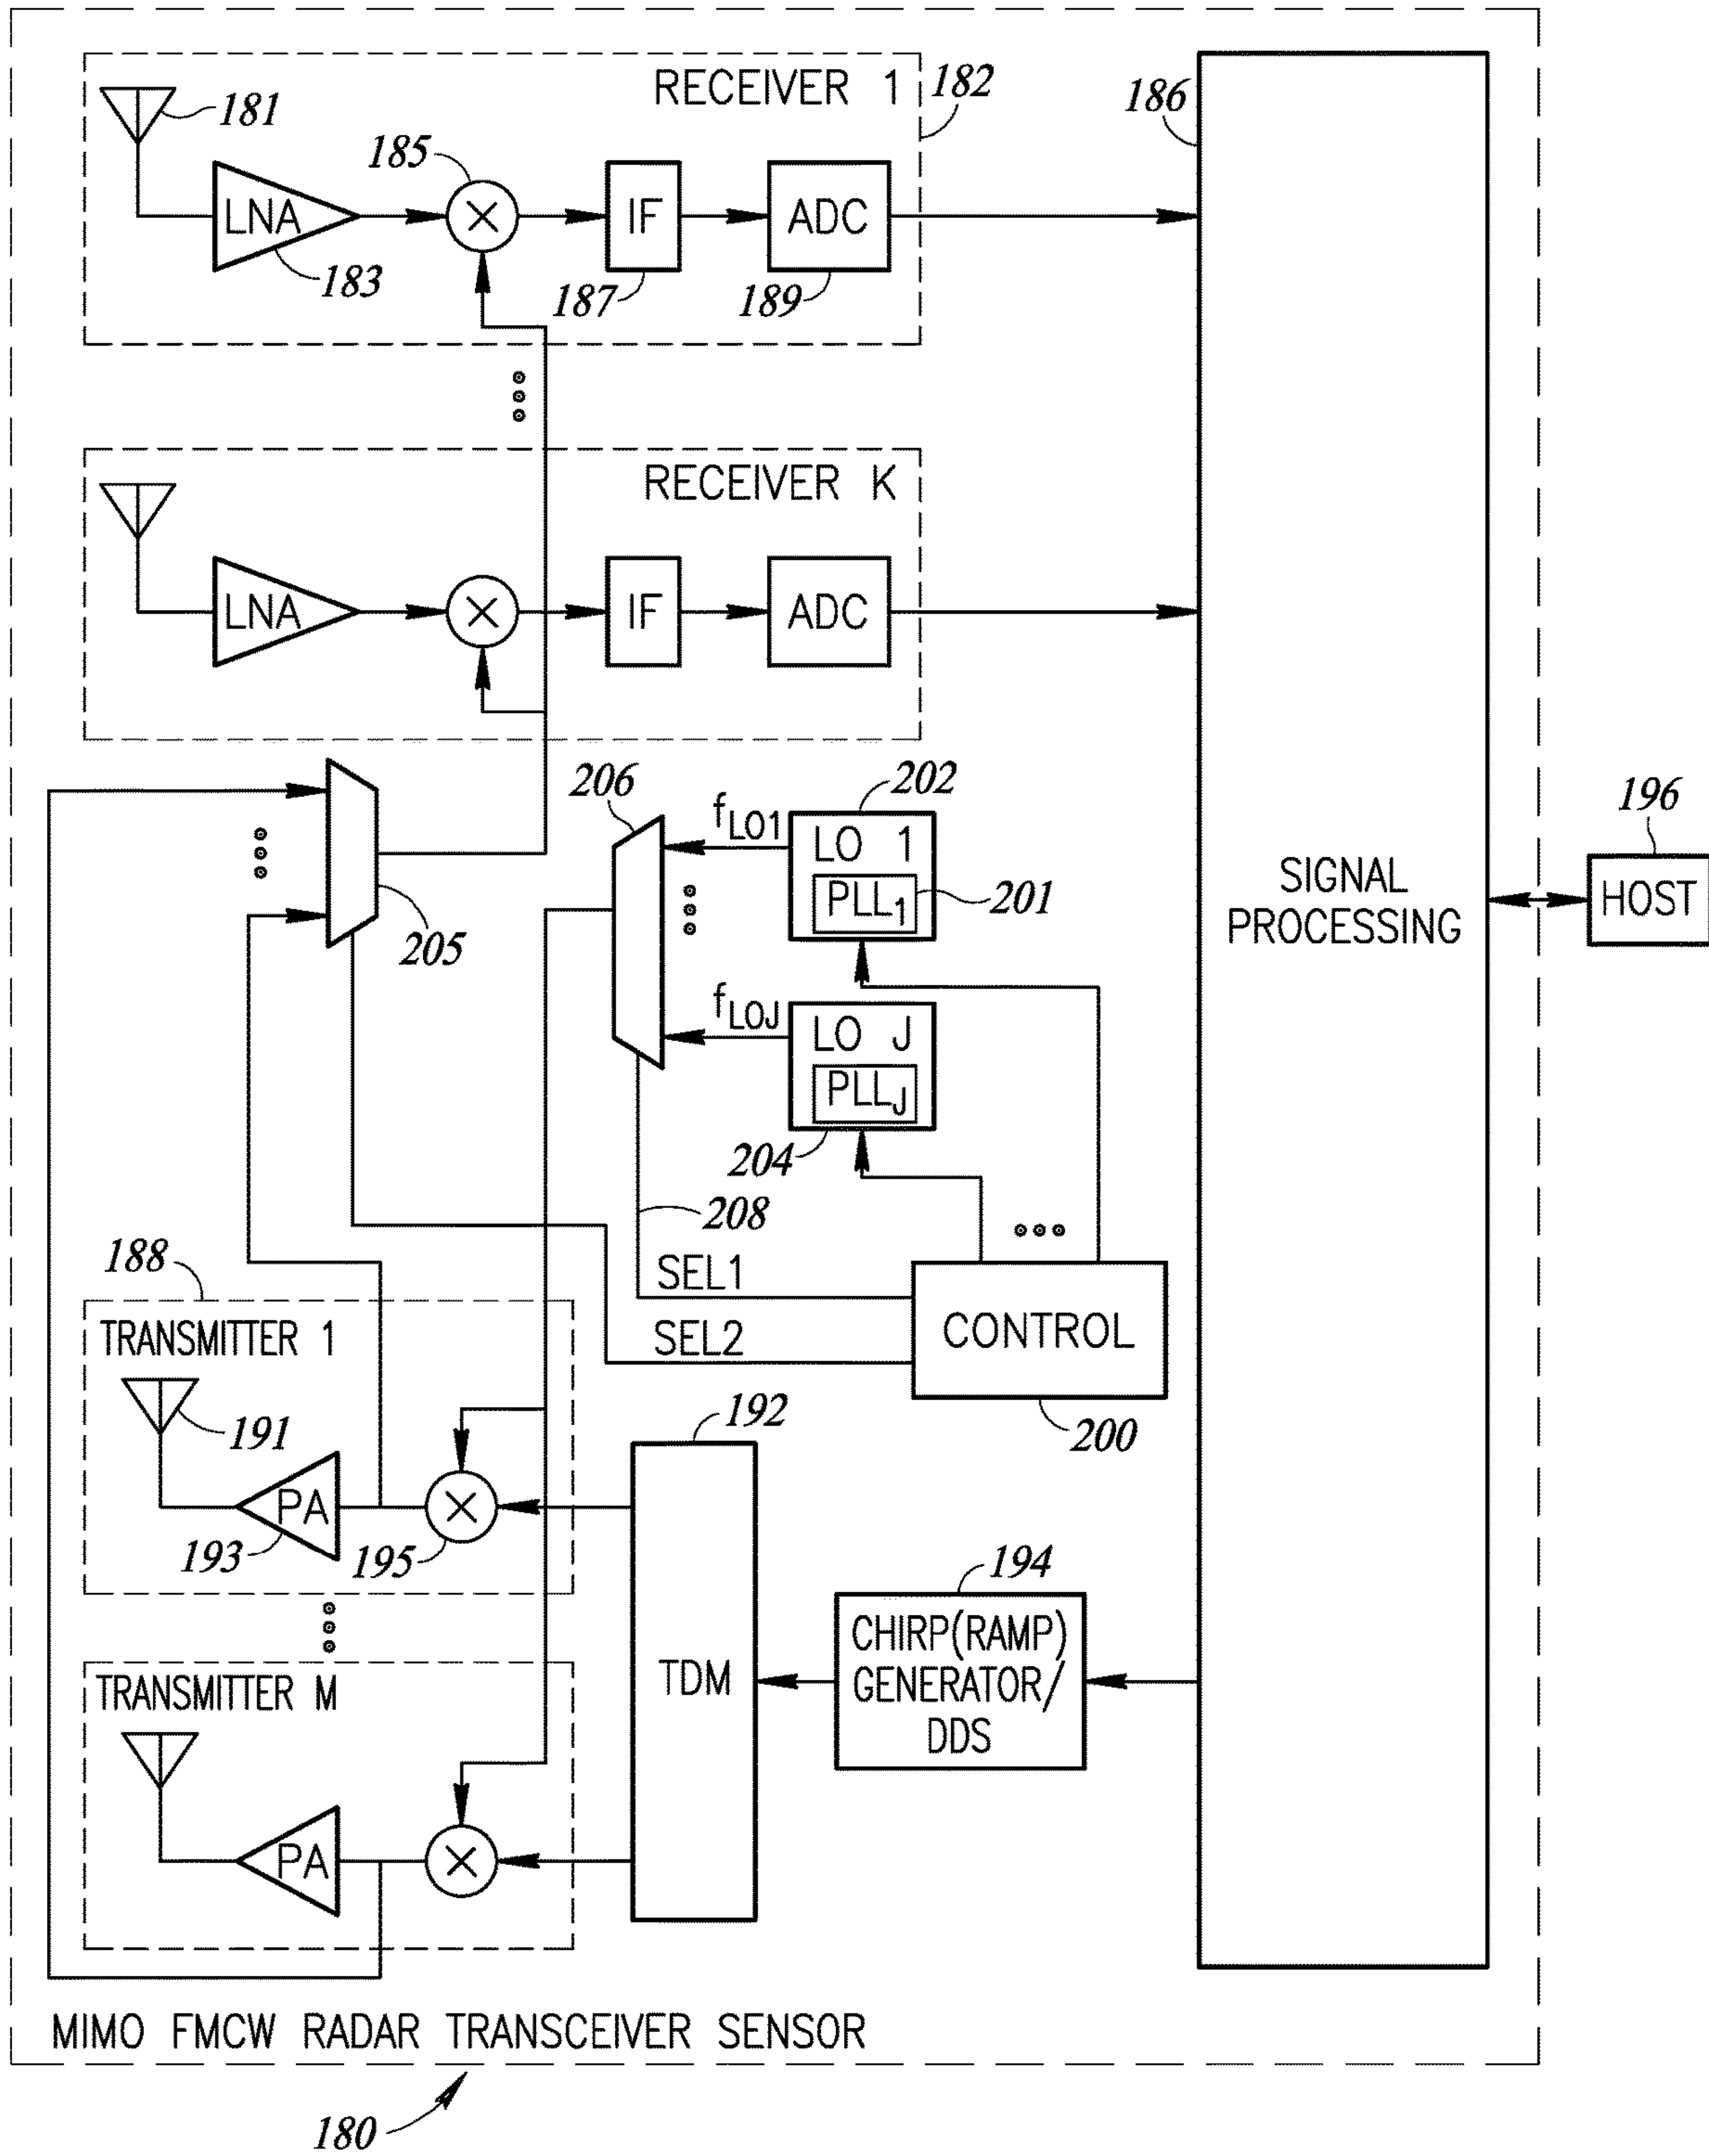 RECEIVER 1
182
186
181
185
LNA
IF
ADC
183
187
189
RECEIVER K
LNA
IF
ADC
206
fLO1
202
LO 1
PLL1
201
205
196
HOST
SIGNAL
PROCESSING
fLOJ
LO J
PLLJ
204
208
188
SEL1
SEL2
CONTROL
200
TRANSMITTER 1
191
192
PA
193
195
194
CHIRP(RAMP)
GENERATOR/
DDS
TDM
TRANSMITTER M
PA
MIMO FMCW RADAR TRANSCEIVER SENSOR
180